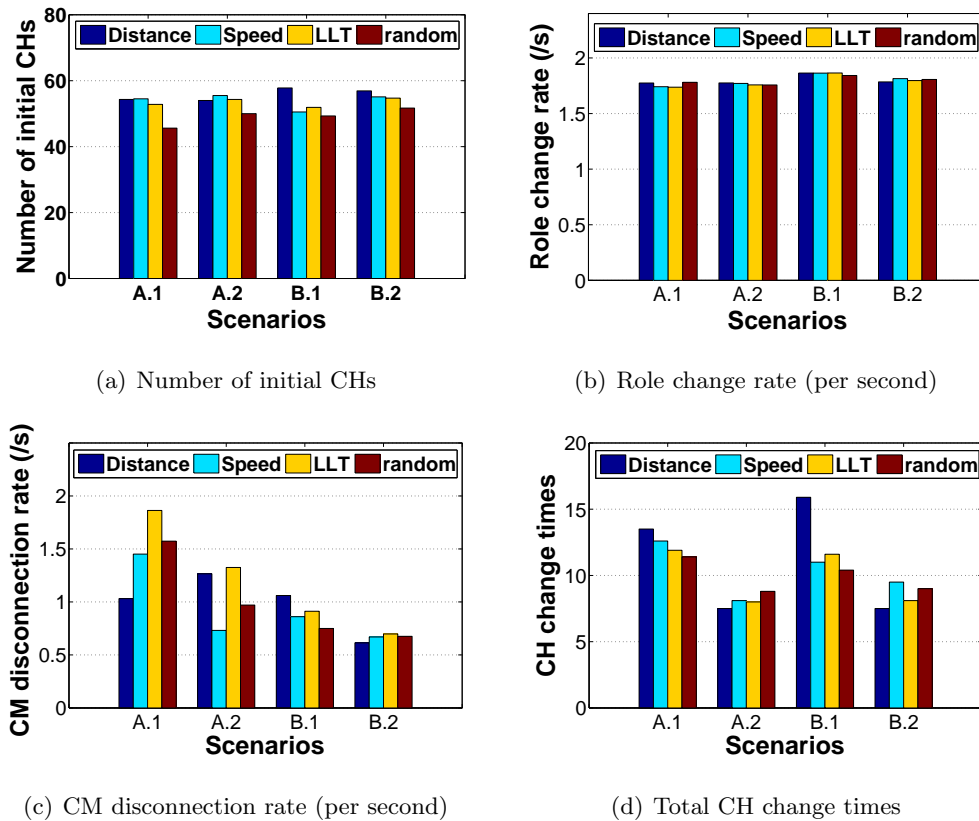 80
60
40
20
0
Number of initial CHs
Distance Speed LLT random
A.1 A.2 B.1 B.2
Scenarios
(a) Number of initial CHs
2
1.5
1
0.5
0
Role change rate (/s)
Distance Speed LLT random
A.1 A.2 B.1 B.2
Scenarios
(b) Role change rate (per second)
2
1.5
1
0.5
0
CM disconnection rate (/s)
Distance Speed LLT random
A.1 A.2 B.1 B.2
Scenarios
(c) CM disconnection rate (per second)
20
15
10
5
0
CH change times
Distance Speed LLT random
A.1 A.2 B.1 B.2
Scenarios
(d) Total CH change times